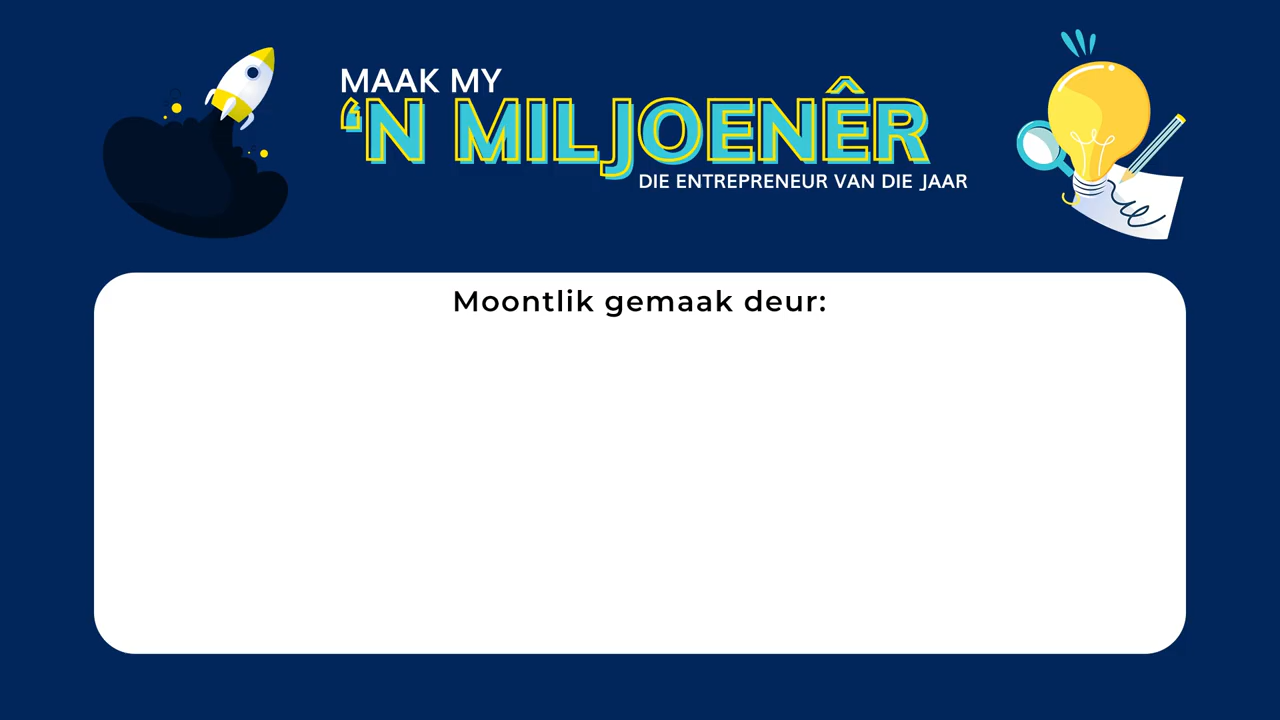 MAAK MY
‘N MILJOENÊR
DIE ENTREPRENEUR VAN DIE JAAR
Moontlik gemaak deur: